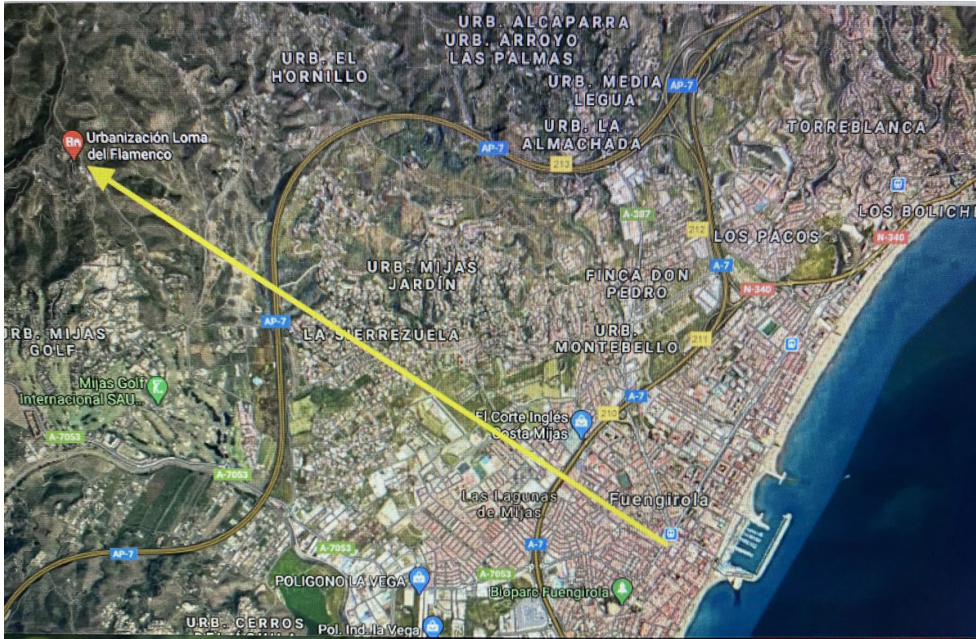 URB. ALCAPARRA
URB. ARROYO
LAS PALMAS
URB. EL
HORNILLO
URB. MEDIA
LEGUA
AP-7
URB. LA
ALMACHADA
TORREBLANCA
Urbanización Loma
del Flamenco
AP-7
213
A-387
LOS BOLICH
212
LOS PACOS
N-340
URB. MIJAS
JARDÍN
FINCA DON
PEDRO
A-7
N-340
AP-7
LA SIERREZUELA
URB.
MONTEBELLO
211
URB. MIJAS
GOLF
Mijas Golf
Internacional SAU...
A-7
210
El Corte Inglés
Costa Mijas
A-7053
A-7053
Las Lagunas
de Mijas
Fuengirola
AP-7
A-7053
A-7
POLIGONO LA VEGA
A-7053
Bioparc Fuengirola
URB. CERROS
DEL ÁGUILA
Pol. Ind. la Vega